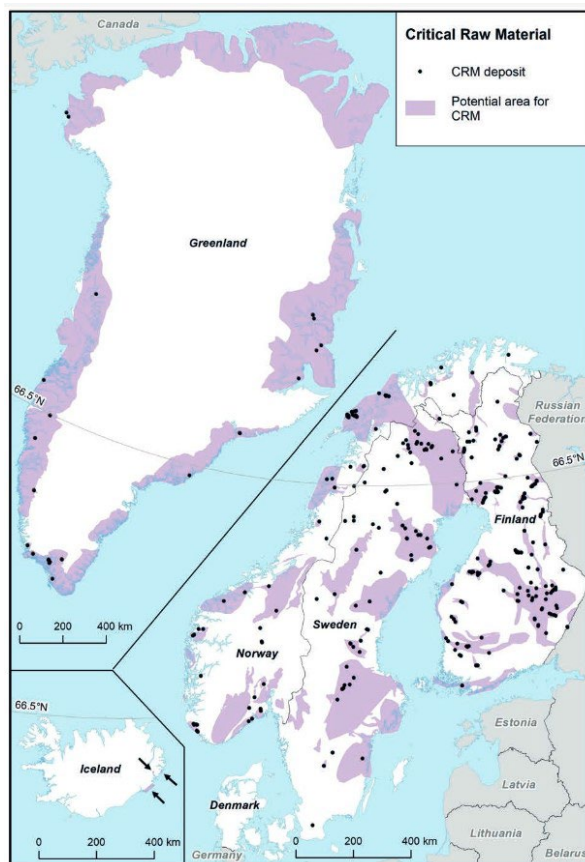 Canada
Critical Raw Material
CRM deposit
Potential area for
CRM
Greenland
66.5°N
Russian
Federation
66.5°N
Finland
Sweden
Norway
0 200 400 km
66.5°N
Iceland
Estonia
Latvia
Denmark
Lithuania
0 200 400 km
0 200 400 km
Germany
Belarus